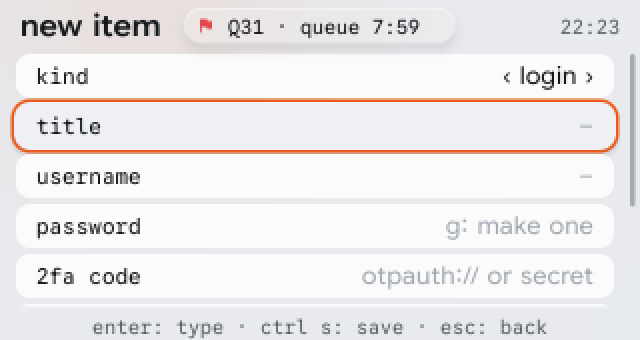 new item
Q31 · queue 7:59
22:23
kind ‹ login ›
title –
username –
password g: make one
2fa code otpauth:// or secret
enter: type · ctrl s: save · esc: back